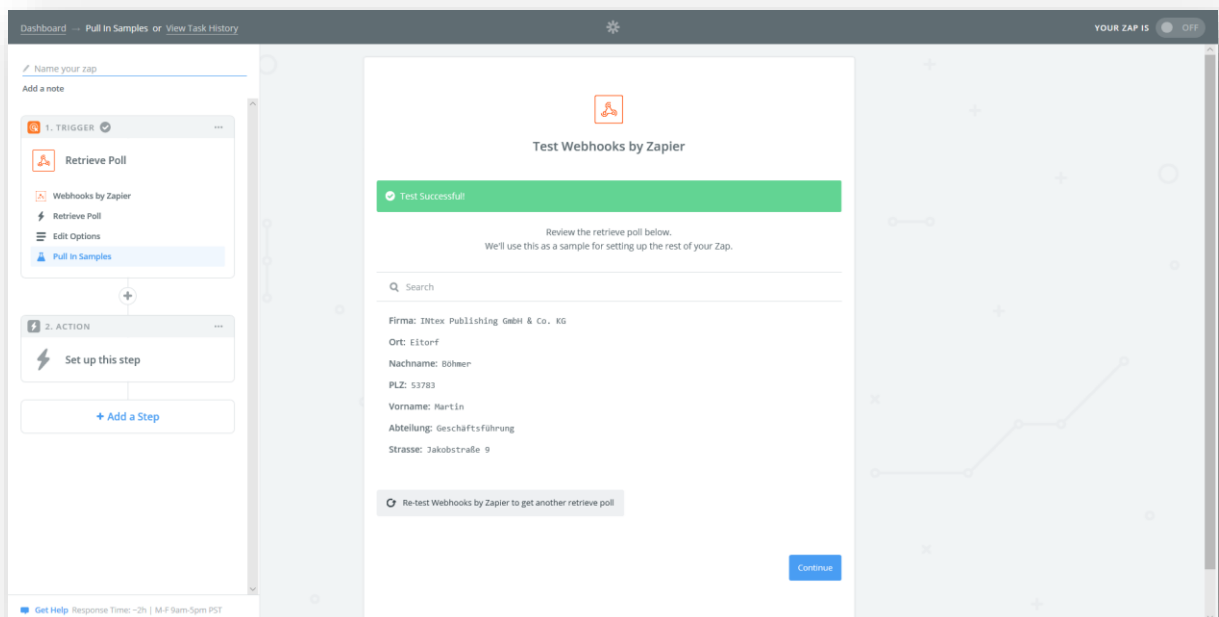 Dashboard → Pull In Samples or View Task History
YOUR ZAP IS OFF
Name your zap
Add a note
1. TRIGGER
Retrieve Poll
Webhooks by Zapier
Retrieve Poll
Edit Options
Pull In Samples
2. ACTION
Set up this step
+ Add a Step
Get Help Response Time: ~2h | M-F 9am-5pm PST
Test Webhooks by Zapier
Test Successful!
Review the retrieve poll below.
We'll use this as a sample for setting up the rest of your Zap.
Search
Firma: INtex Publishing GmbH & Co. KG
Ort: Eitorf
Nachname: Böhmer
PLZ: 53783
Vorname: Martin
Abteilung: Geschäftsführung
Strasse: Jakobstraße 9
Re-test Webhooks by Zapier to get another retrieve poll
Continue